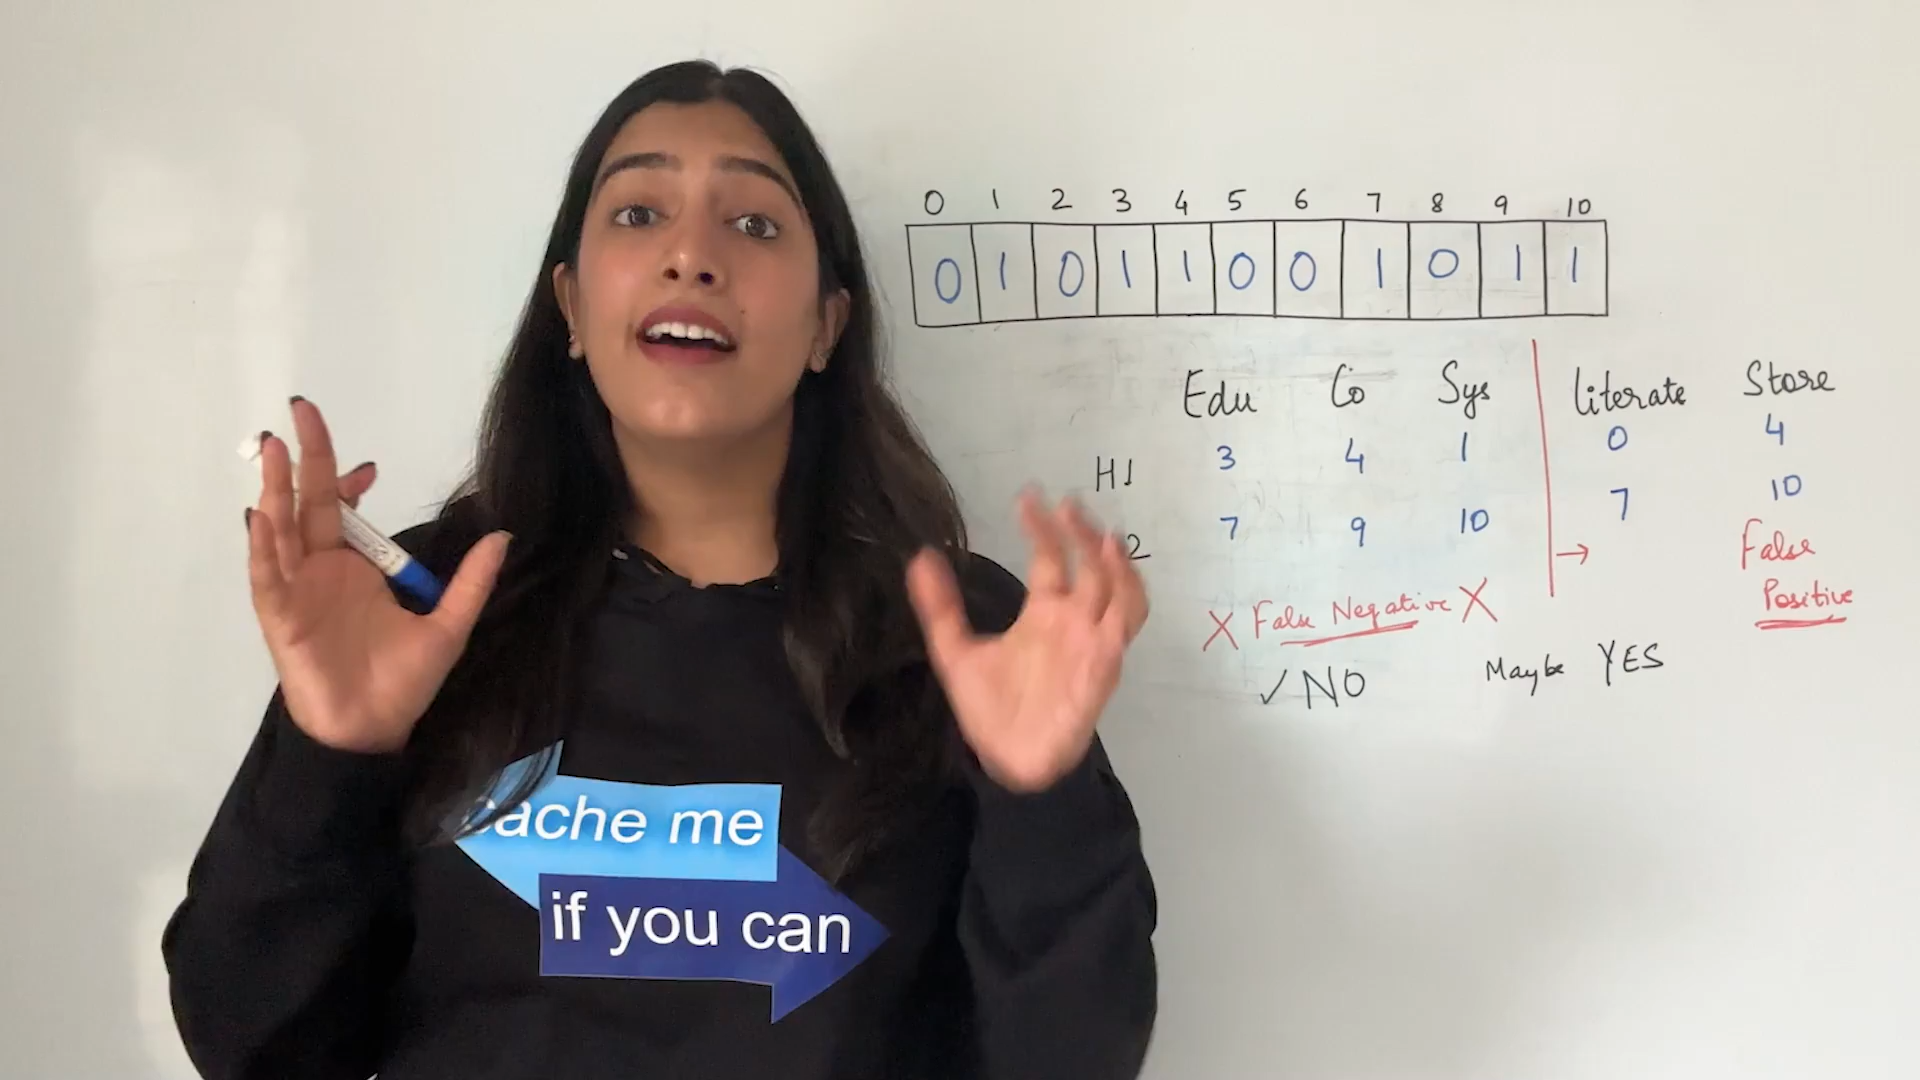 0 1 2 3 4 5 6 7 8 9 10
0 1 0 1 1 0 0 1 0 1 1
Edu Co Sys literate Store
H1 3 4 1 0 4
2 7 9 10 7 10
→ False
X False Negative X Positive
✓ NO Maybe YES
cache me
if you can